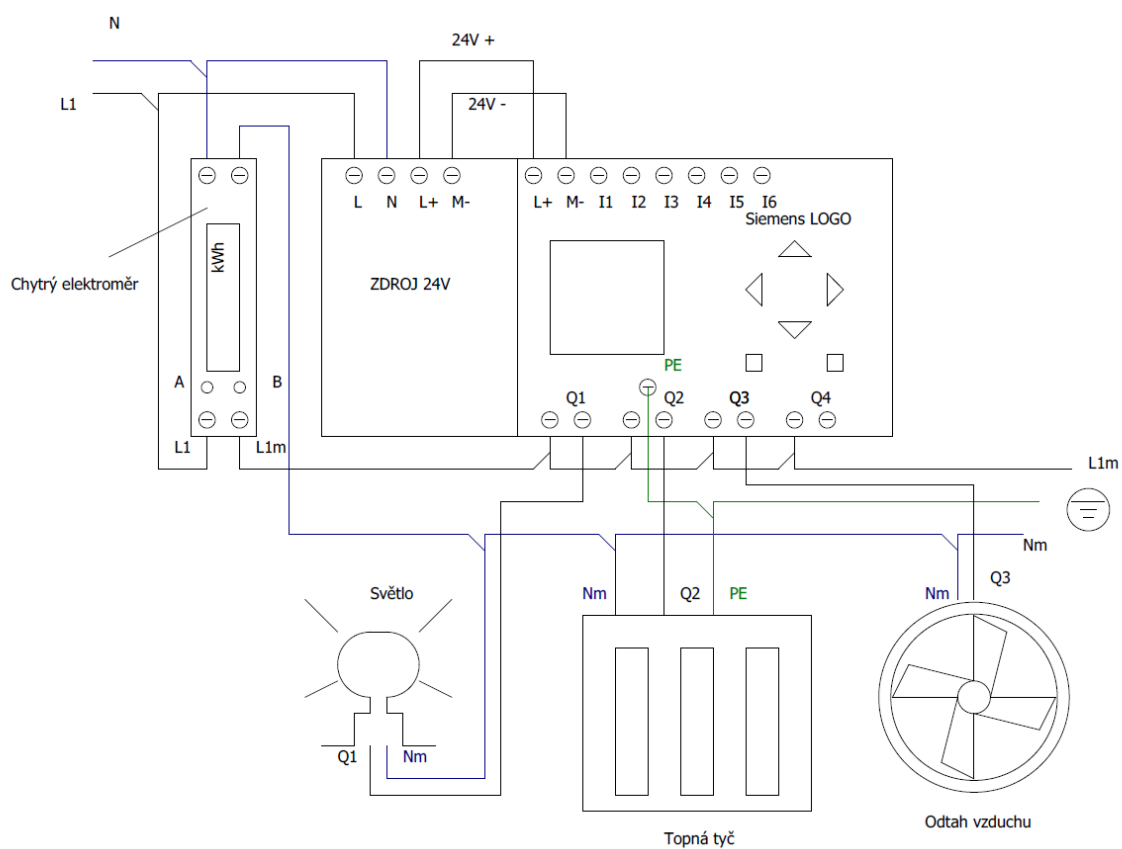 N
24V +
L1
24V -
L N L+ M- L+ M- I1 I2 I3 I4 I5 I6
Siemens LOGO
kWh
Chytrý elektroměr
ZDROJ 24V
PE
A B
Q1 Q2 Q3 Q4
L1 L1m
L1m
Nm
Světlo
Nm Q2 PE
Nm Q3
Q1 Nm
Topná tyč
Odtah vzduchu